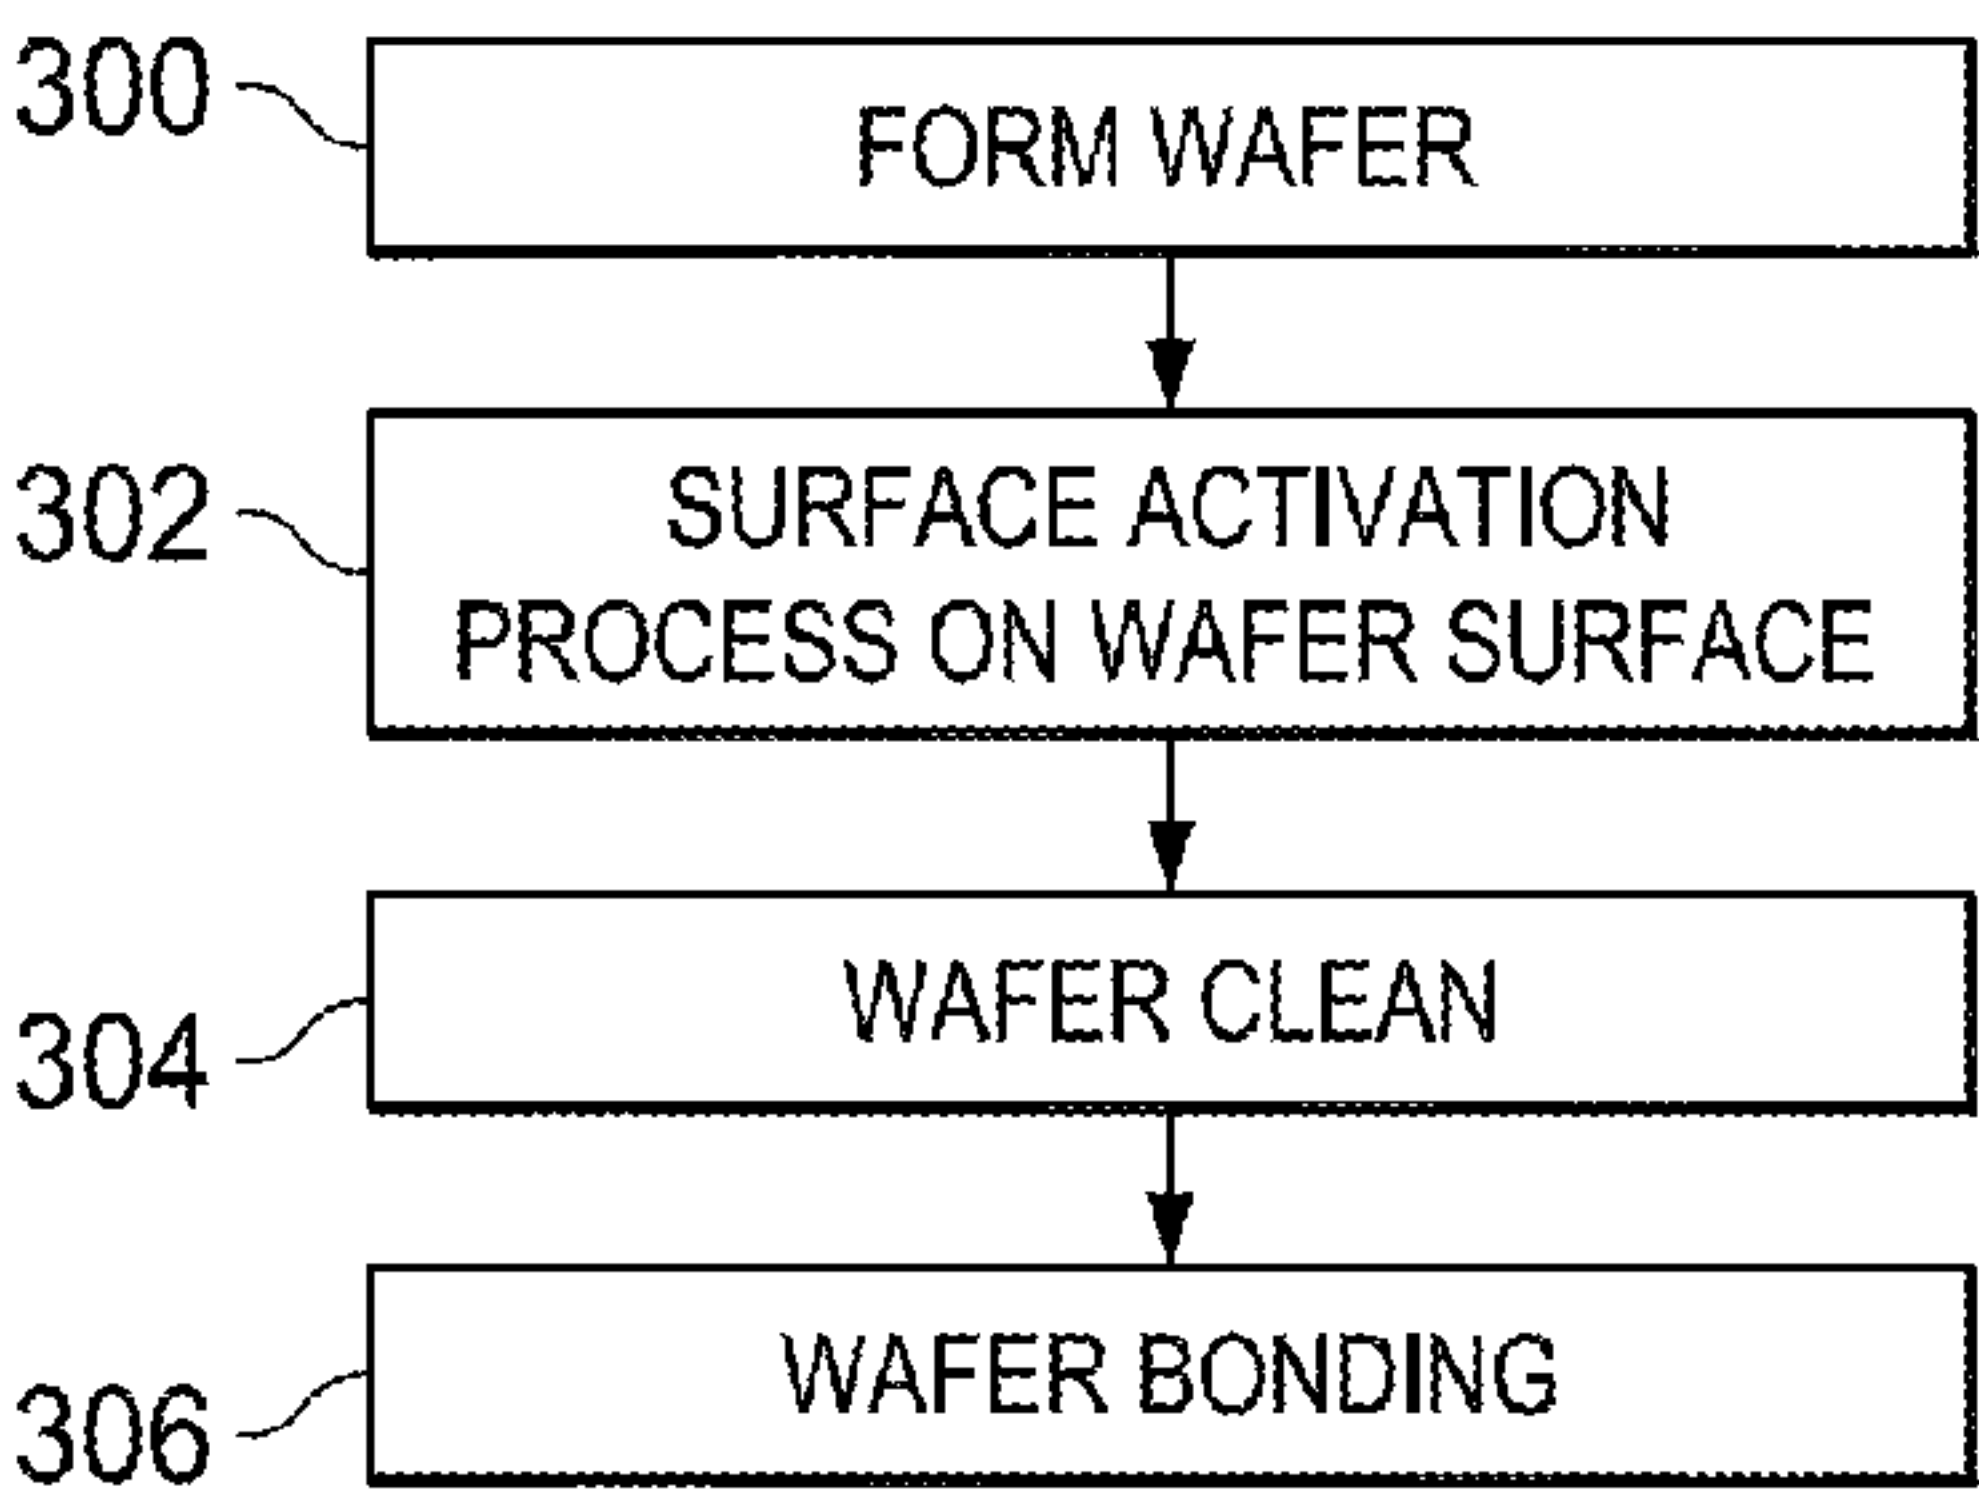 300
FORM WAFER
302
SURFACE ACTIVATION
PROCESS ON WAFER SURFACE
304
WAFER CLEAN
306
WAFER BONDING